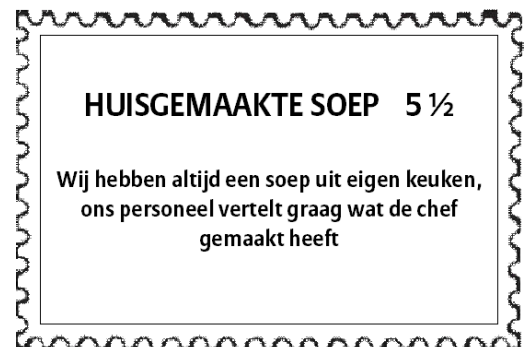 HUISGEMAAKTE SOEP 5 ½
Wij hebben altijd een soep uit eigen keuken,
ons personeel vertelt graag wat de chef
gemaakt heeft